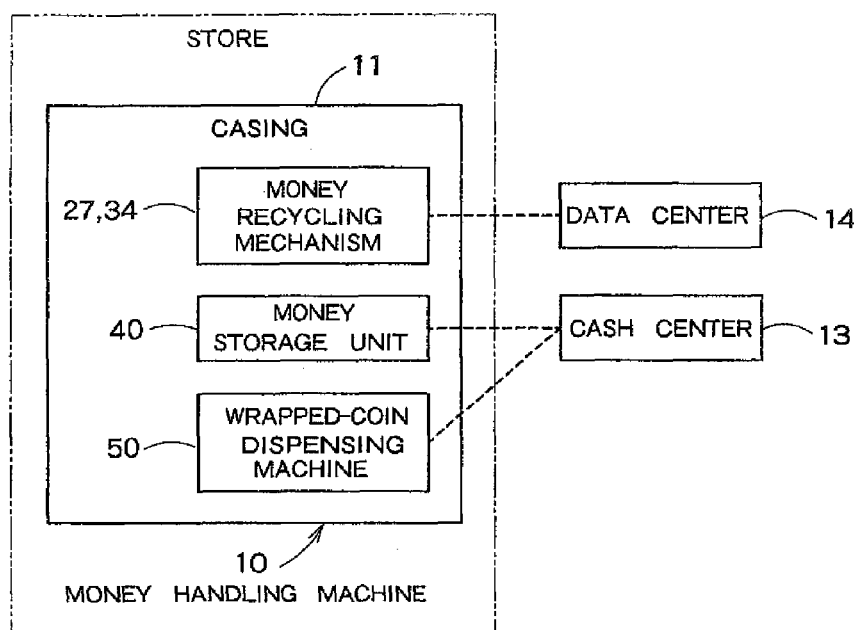 STORE
11
CASING
27,34
MONEY
RECYCLING
MECHANISM
DATA CENTER
14
40
MONEY
STORAGE UNIT
CASH CENTER
13
50
WRAPPED-COIN
DISPENSING
MACHINE
10
MONEY HANDLING MACHINE